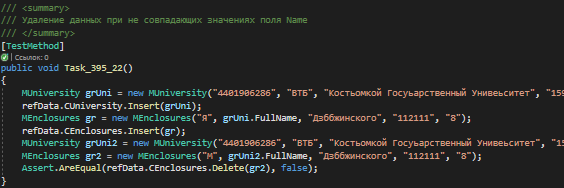 /// <summary>
/// Удаление данных при не совпадающих значениях поля Name
/// </summary>
[TestMethod]
| Ссылок: 0
public void Task_395_22()
{
MUniversity grUni = new MUniversity("4401906286", "ВТБ", "Костьомкой Госуьарственный Унивеьситет", "159
refData.CUniversity.Insert(grUni);
MEnclosures gr = new MEnclosures("Я", grUni.FullName, "Дзббжинского", "112111", "8");
refData.CEnclosures.Insert(gr);
MUniversity grUni2 = new MUniversity("4401906286", "ВТБ", "Костьомкой Госуьарственный Унивеьситет", "15
MEnclosures gr2 = new MEnclosures("М", grUni2.FullName, "Дзббжинского", "112111", "8");
Assert.AreEqual(refData.CEnclosures.Delete(gr2), false);
}